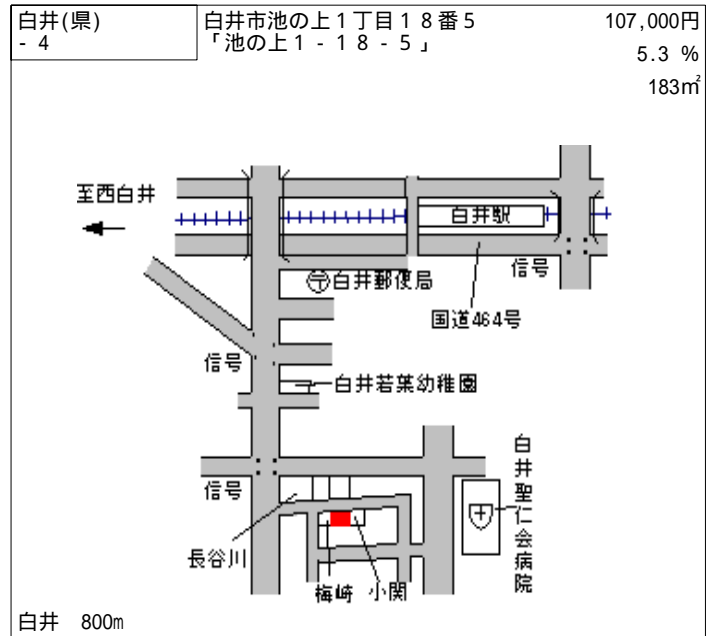 白井(県)
- 4
白井市池の上１丁目１８番５
「池の上１ - １８ - ５」
107,000円
5.3 %
183㎡
至西白井
白井駅
信号
〒白井郵便局
国道464号
信号
白井若葉幼稚園
信号
白井聖仁会病院
長谷川
梅崎
小関
白井 800m